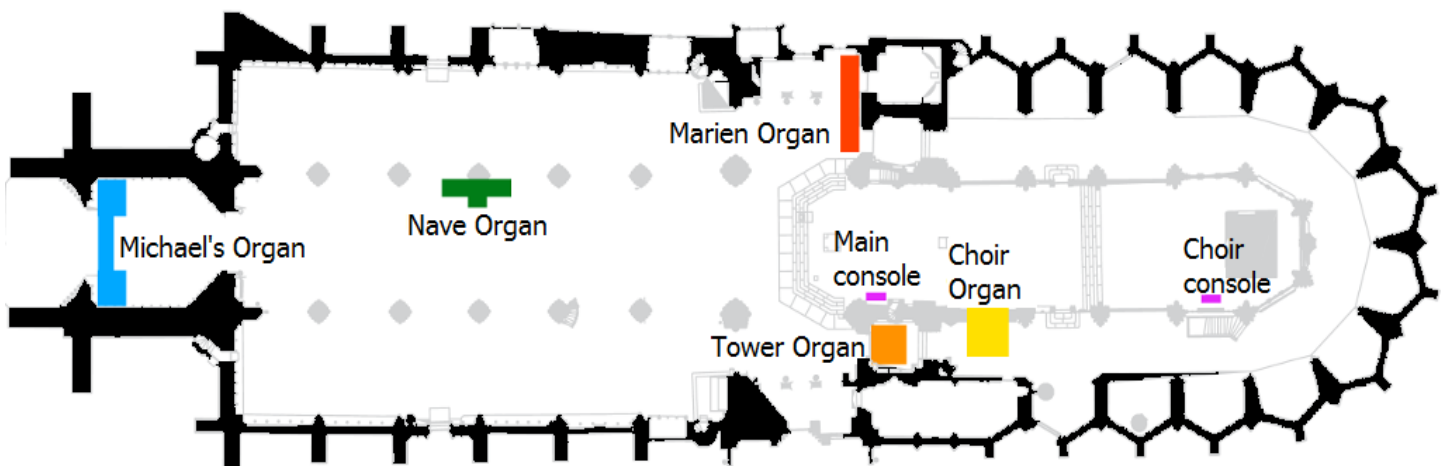 Marien Organ
Nave Organ
Michael's Organ
Main
console
Choir
Organ
Choir
console
Tower Organ